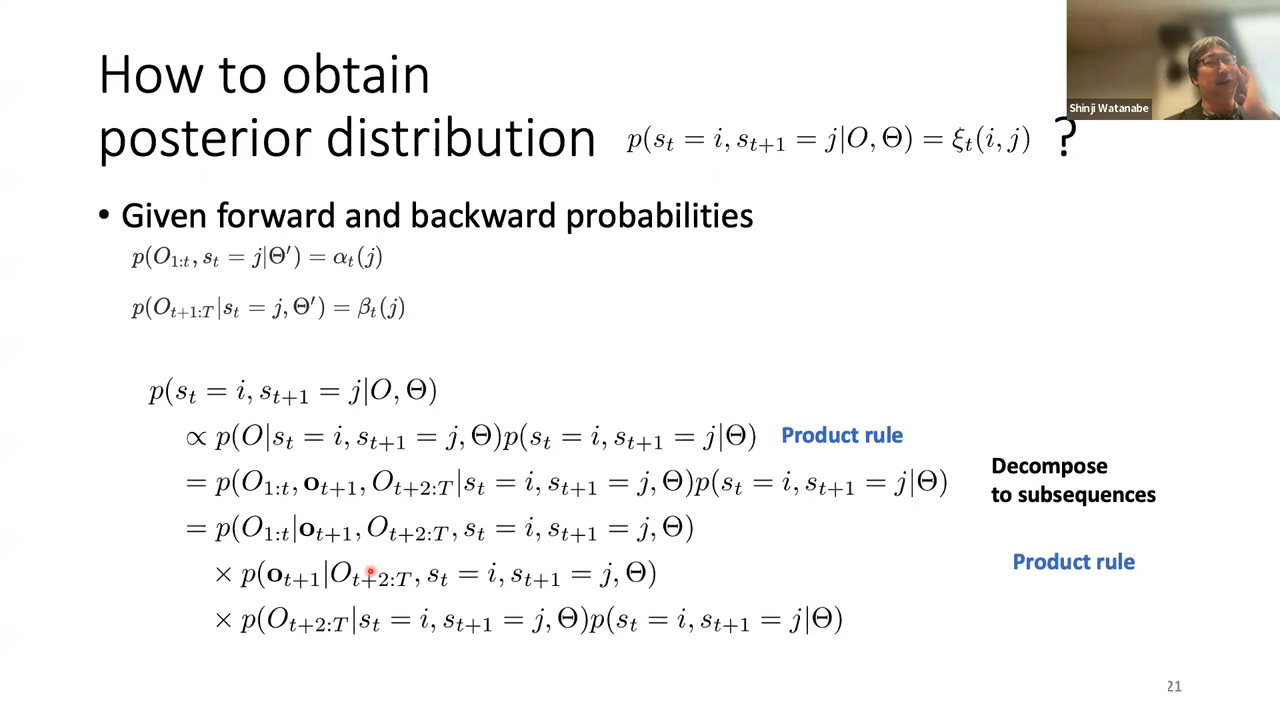 How to obtain
posterior distribution p(s_t = i, s_{t+1} = j|O, Θ) = ξ_t(i, j) ?
Shinji Watanabe
• Given forward and backward probabilities
p(O_{1:t}, s_t = j|Θ′) = α_t(j)
p(O_{t+1:T}|s_t = j, Θ′) = β_t(j)
p(s_t = i, s_{t+1} = j|O, Θ)
∝ p(O|s_t = i, s_{t+1} = j, Θ)p(s_t = i, s_{t+1} = j|Θ) Product rule
= p(O_{1:t}, 𝐨_{t+1}, O_{t+2:T}|s_t = i, s_{t+1} = j, Θ)p(s_t = i, s_{t+1} = j|Θ)
Decompose
to subsequences
= p(O_{1:t}|𝐨_{t+1}, O_{t+2:T}, s_t = i, s_{t+1} = j, Θ)
× p(𝐨_{t+1}|O_{t+2:T}, s_t = i, s_{t+1} = j, Θ)
Product rule
× p(O_{t+2:T}|s_t = i, s_{t+1} = j, Θ)p(s_t = i, s_{t+1} = j|Θ)
21